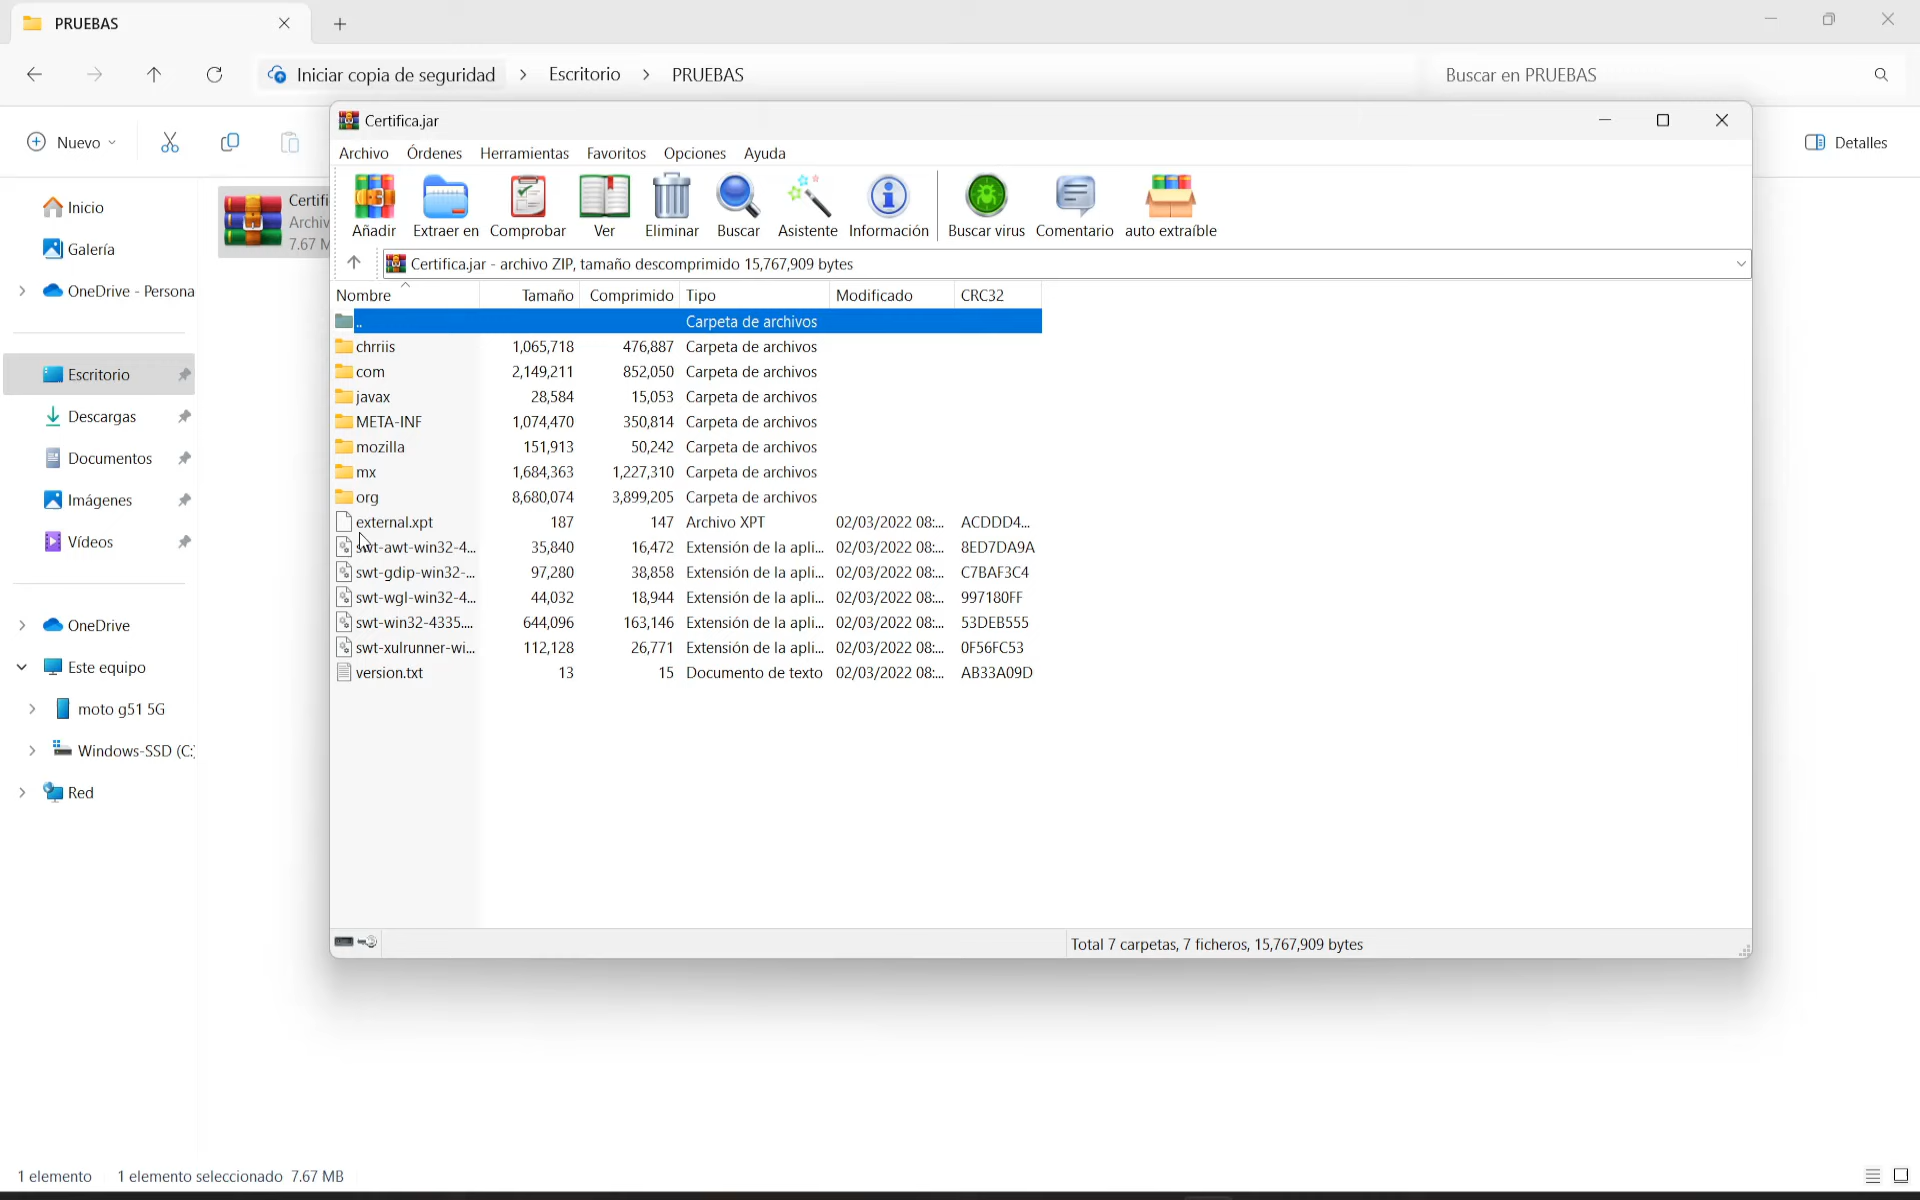 PRUEBAS
Iniciar copia de seguridad > Escritorio > PRUEBAS
Buscar en PRUEBAS
Nuevo
Detalles
Inicio
Galería
OneDrive - Persona
Escritorio
Descargas
Documentos
Imágenes
Vídeos
OneDrive
Este equipo
moto g51 5G
Windows-SSD (C:
Red
Certifi
Archiv
7.67 M
Certifica.jar
Archivo Órdenes Herramientas Favoritos Opciones Ayuda
Añadir Extraer en Comprobar Ver Eliminar Buscar Asistente Información Buscar virus Comentario auto extraíble
Certifica.jar - archivo ZIP, tamaño descomprimido 15,767,909 bytes
Nombre Tamaño Comprimido Tipo Modificado CRC32
.. Carpeta de archivos
chrriis 1,065,718 476,887 Carpeta de archivos
com 2,149,211 852,050 Carpeta de archivos
javax 28,584 15,053 Carpeta de archivos
META-INF 1,074,470 350,814 Carpeta de archivos
mozilla 151,913 50,242 Carpeta de archivos
mx 1,684,363 1,227,310 Carpeta de archivos
org 8,680,074 3,899,205 Carpeta de archivos
external.xpt 187 147 Archivo XPT 02/03/2022 08:... ACDDD4...
swt-awt-win32-4... 35,840 16,472 Extensión de la apli... 02/03/2022 08:... 8ED7DA9A
swt-gdip-win32-... 97,280 38,858 Extensión de la apli... 02/03/2022 08:... C7BAF3C4
swt-wgl-win32-4... 44,032 18,944 Extensión de la apli... 02/03/2022 08:... 997180FF
swt-win32-4335.... 644,096 163,146 Extensión de la apli... 02/03/2022 08:... 53DEB555
swt-xulrunner-wi... 112,128 26,771 Extensión de la apli... 02/03/2022 08:... 0F56FC53
version.txt 13 15 Documento de texto 02/03/2022 08:... AB33A09D
Total 7 carpetas, 7 ficheros, 15,767,909 bytes
1 elemento 1 elemento seleccionado 7.67 MB